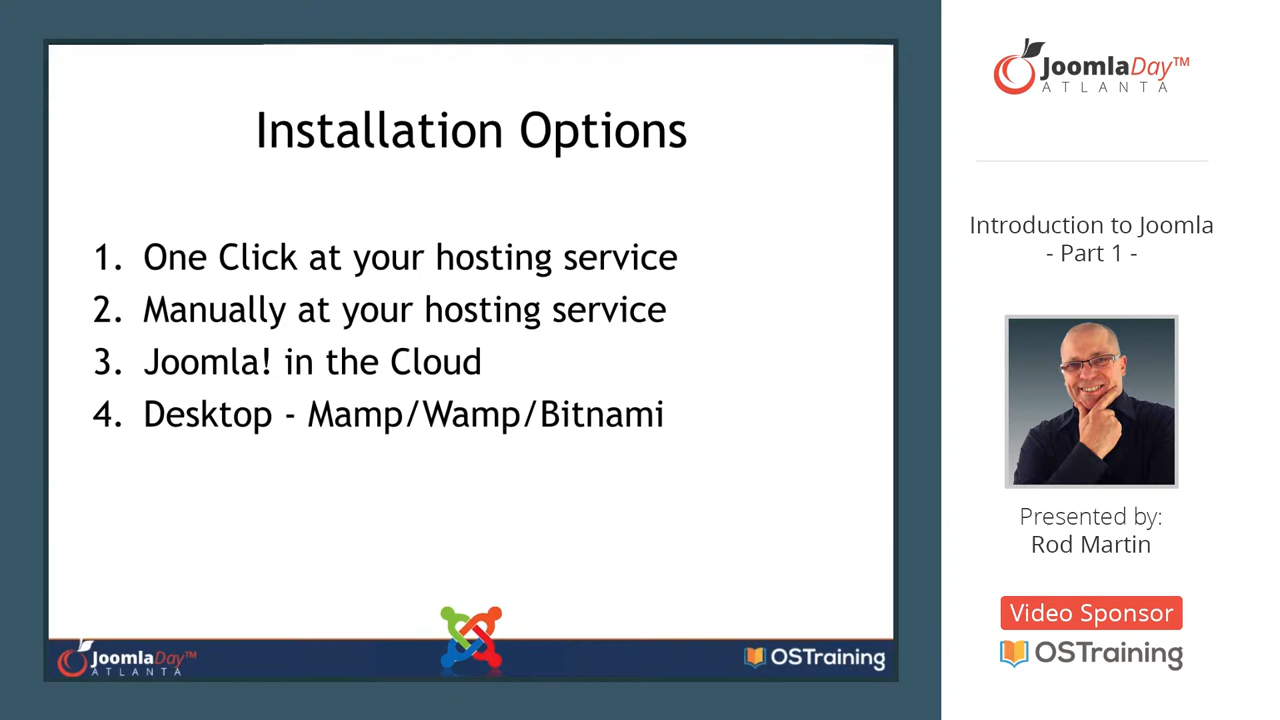 Installation Options
1. One Click at your hosting service
2. Manually at your hosting service
3. Joomla! in the Cloud
4. Desktop - Mamp/Wamp/Bitnami
JoomlaDay™
ATLANTA
OSTraining
JoomlaDay™
ATLANTA
Introduction to Joomla
- Part 1 -
Presented by:
Rod Martin
Video Sponsor
OSTraining